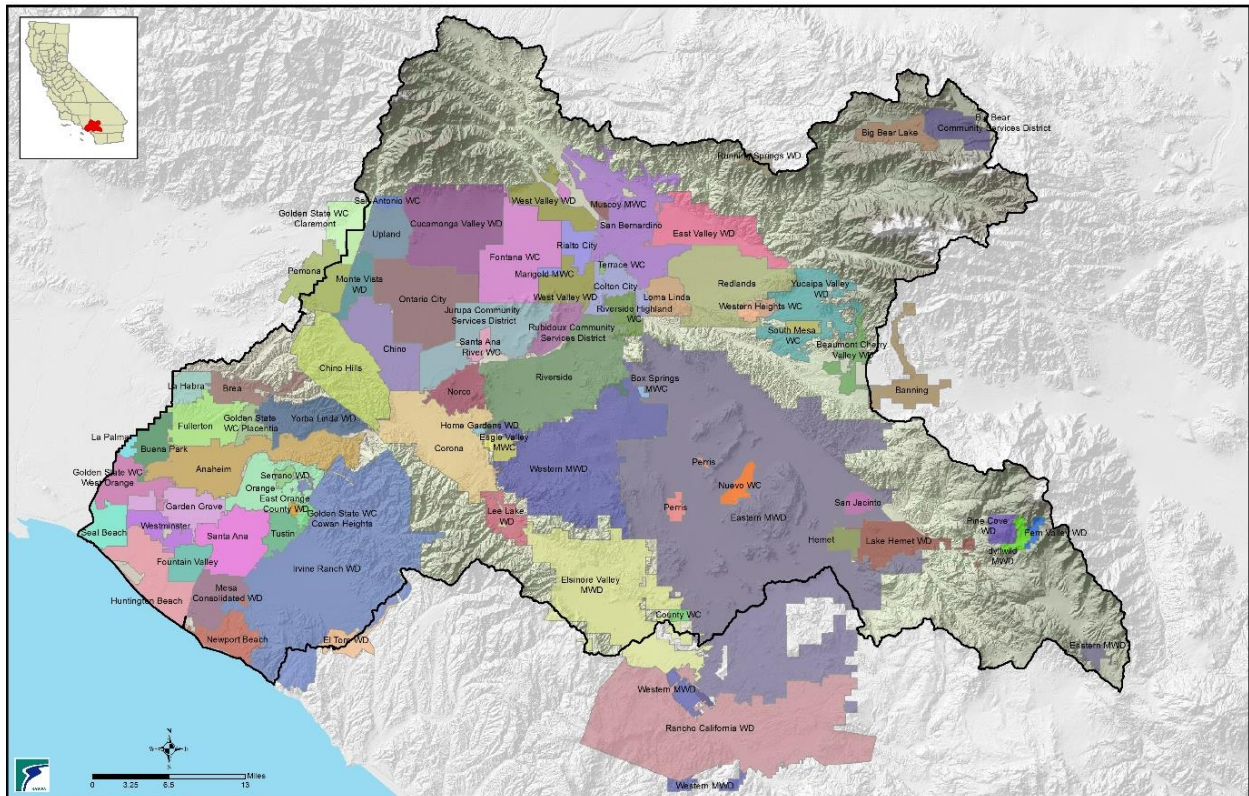 Big Bear
Community Services District
Big Bear Lake
Running Springs WD
San Antonio WC
Golden State WC
Claremont
Upland
Cucamonga Valley WD
West Valley WD
Muscoy MWC
San Bernardino
East Valley WD
Rialto City
Fontana WC
Pomona
Monte Vista
WD
Marigold MWC
Terrace WC
Colton City
West Valley WD
Loma Linda
Redlands
Yucaipa Valley
WD
Ontario City
Jurupa Community
Services District
Riverside Highland
WC
Western Heights WC
Rubidoux Community
Services District
South Mesa
WC
Santa Ana
River WC
Chino
Beaumont Cherry
Valley WD
Chino Hills
Riverside
Box Springs
MWC
Banning
La Habra
Brea
Norco
Fullerton
Golden State
WC Placentia
Yorba Linda WD
Home Gardens WD
Eagle Valley
MWC
La Palma
Buena Park
Corona
Anaheim
Western MWD
Perris
Golden State WC
West Orange
Serrano WD
Orange
East Orange
County WD
Golden State WC
Cowan Heights
Nuevo WC
Garden Grove
San Jacinto
Perris
Eastern MWD
Lee Lake
WD
Westminster
Seal Beach
Santa Ana
Tustin
Pine Cove
WD
Fern Valley WD
Hemet
Lake Hemet WD
Idyllwild
MWD
Fountain Valley
Irvine Ranch WD
Elsinore Valley
MWD
Mesa
Consolidated WD
Huntington Beach
County WC
Newport Beach
El Toro WD
Eastern MWD
Western MWD
Rancho California WD
Western MWD
N
W
E
S
Miles
0 3.25 6.5 13
SAWPA